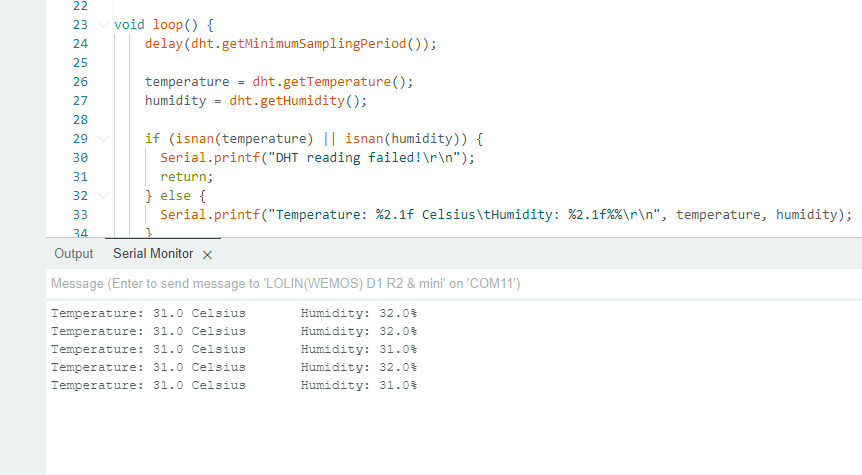 22
23 void loop() {
24 delay(dht.getMinimumSamplingPeriod());
25
26 temperature = dht.getTemperature();
27 humidity = dht.getHumidity();
28
29 if (isnan(temperature) || isnan(humidity)) {
30 Serial.printf("DHT reading failed!\r\n");
31 return;
32 } else {
33 Serial.printf("Temperature: %2.1f Celsius\tHumidity: %2.1f%%\r\n", temperature, humidity);
34 }
Output Serial Monitor ×
Message (Enter to send message to 'LOLIN(WEMOS) D1 R2 & mini' on 'COM11')
Temperature: 31.0 Celsius Humidity: 32.0%
Temperature: 31.0 Celsius Humidity: 32.0%
Temperature: 31.0 Celsius Humidity: 31.0%
Temperature: 31.0 Celsius Humidity: 32.0%
Temperature: 31.0 Celsius Humidity: 31.0%